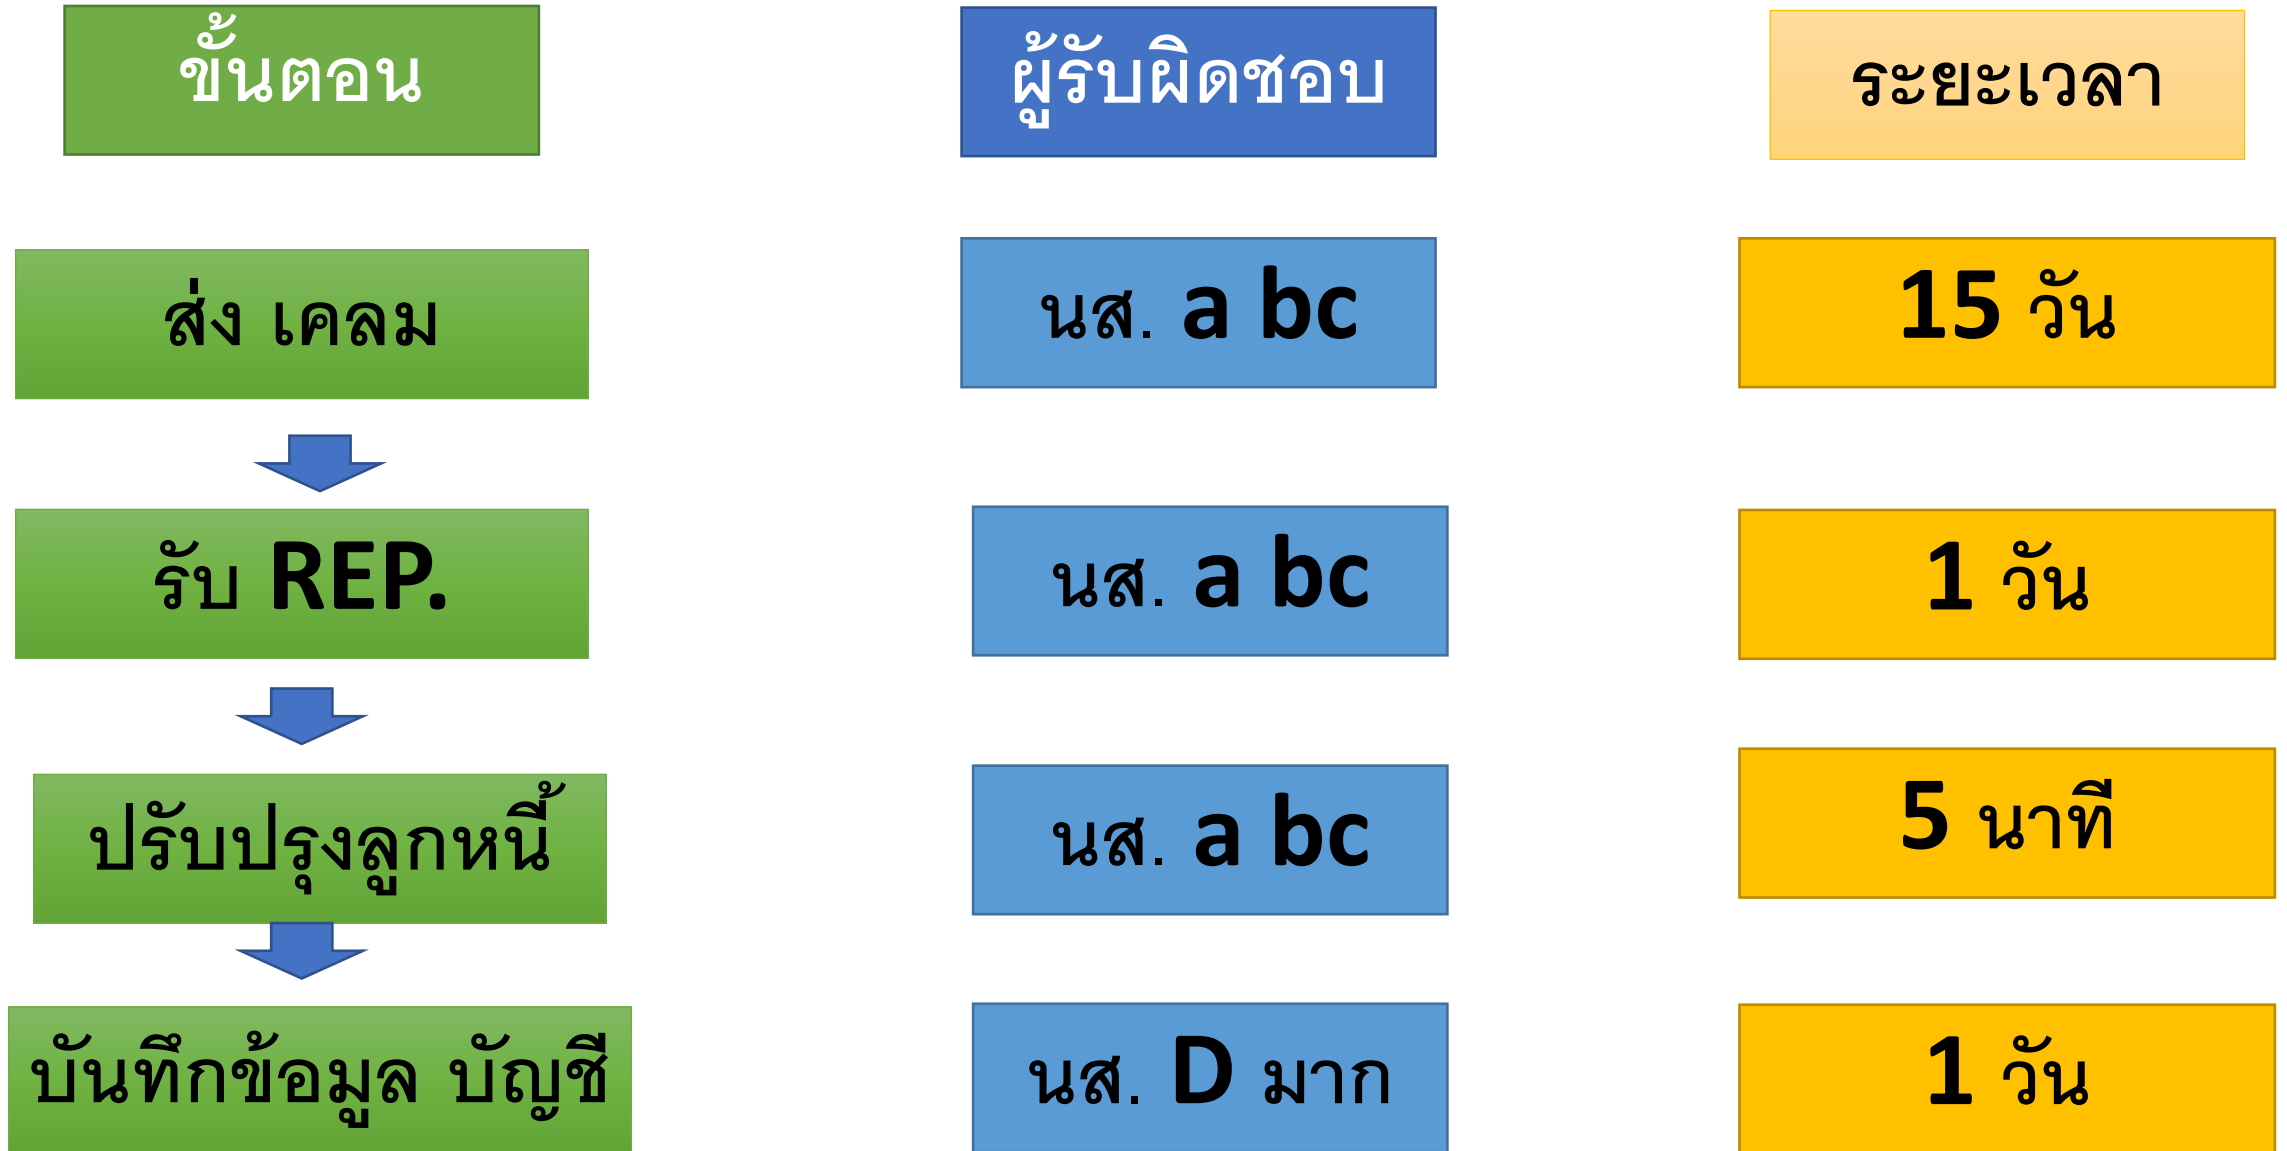 ขั้นตอน
ผู้รับผิดชอบ
ระยะเวลา
ส่ง เคลม
นส. a bc
15 วัน
รับ REP.
นส. a bc
1 วัน
ปรับปรุงลูกหนี้
นส. a bc
5 นาที
บันทึกข้อมูล บัญชี
นส. D มาก
1 วัน